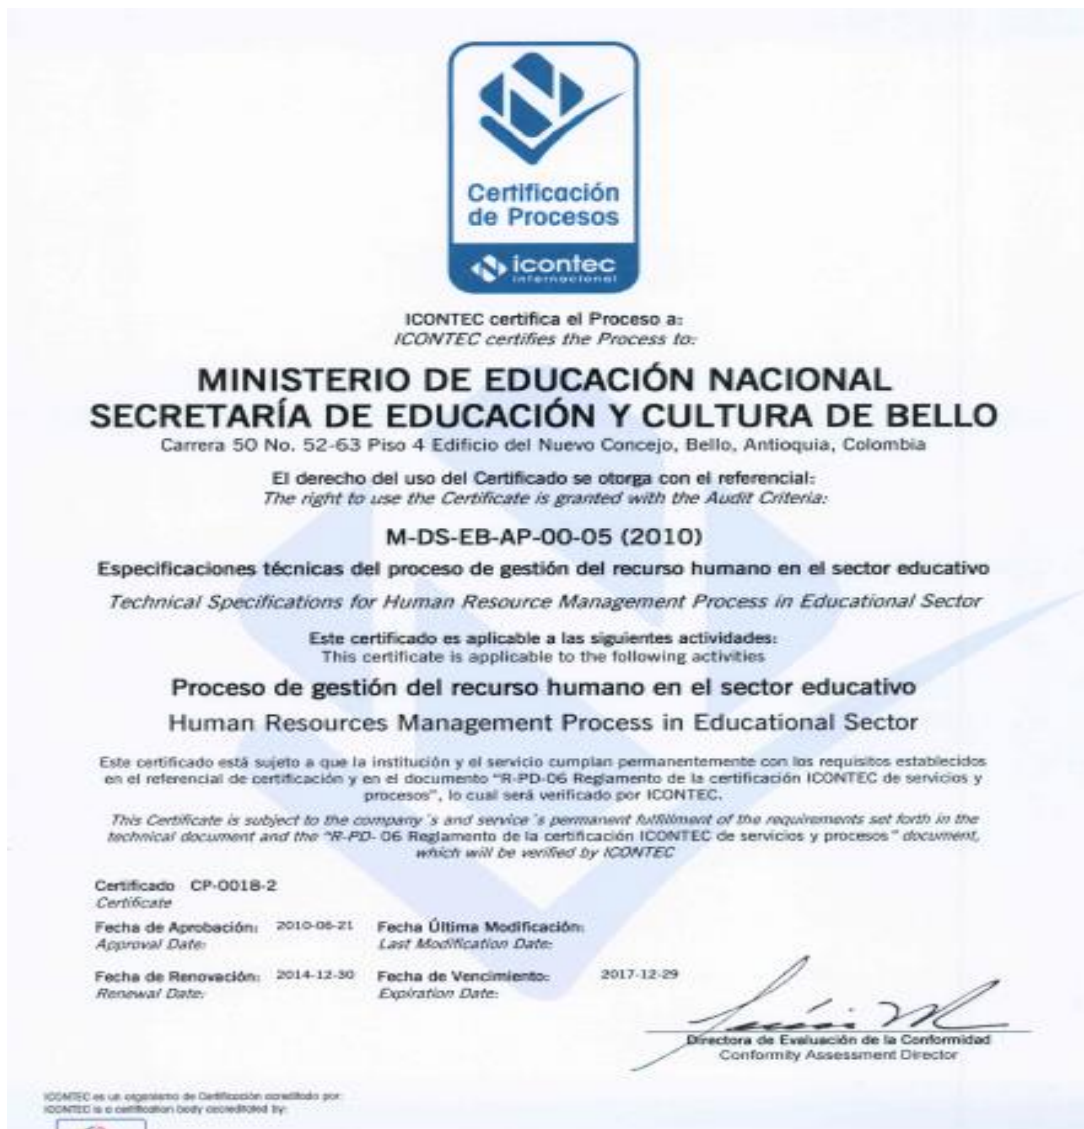 Certificación
de Procesos
icontec
internacional
ICONTEC certifica el Proceso a:
ICONTEC certifies the Process to:
MINISTERIO DE EDUCACIÓN NACIONAL
SECRETARÍA DE EDUCACIÓN Y CULTURA DE BELLO
Carrera 50 No. 52-63 Piso 4 Edificio del Nuevo Concejo, Bello, Antioquia, Colombia
El derecho del uso del Certificado se otorga con el referencial:
The right to use the Certificate is granted with the Audit Criteria:
M-DS-EB-AP-00-05 (2010)
Especificaciones técnicas del proceso de gestión del recurso humano en el sector educativo
Technical Specifications for Human Resource Management Process in Educational Sector
Este certificado es aplicable a las siguientes actividades:
This certificate is applicable to the following activities
Proceso de gestión del recurso humano en el sector educativo
Human Resources Management Process in Educational Sector
Este certificado está sujeto a que la institución y el servicio cumplan permanentemente con los requisitos establecidos
en el referencial de certificación y en el documento "R-PD-06 Reglamento de la certificación ICONTEC de servicios y
procesos", lo cual será verificado por ICONTEC.
This Certificate is subject to the company´s and service´s permanent fulfillment of the requirements set forth in the
technical document and the "R-PD- 06 Reglamento de la certificación ICONTEC de servicios y procesos" document,
which will be verified by ICONTEC
Certificado CP-0018-2
Certificate
Fecha de Aprobación: 2010-06-21 Fecha Última Modificación:
Approval Date: Last Modification Date:
Fecha de Renovación: 2014-12-30 Fecha de Vencimiento: 2017-12-29
Renewal Date: Expiration Date:
Directora de Evaluación de la Conformidad
Conformity Assessment Director
ICONTEC es un organismo de Certificación acreditado por:
ICONTEC is a certification body accredited by: